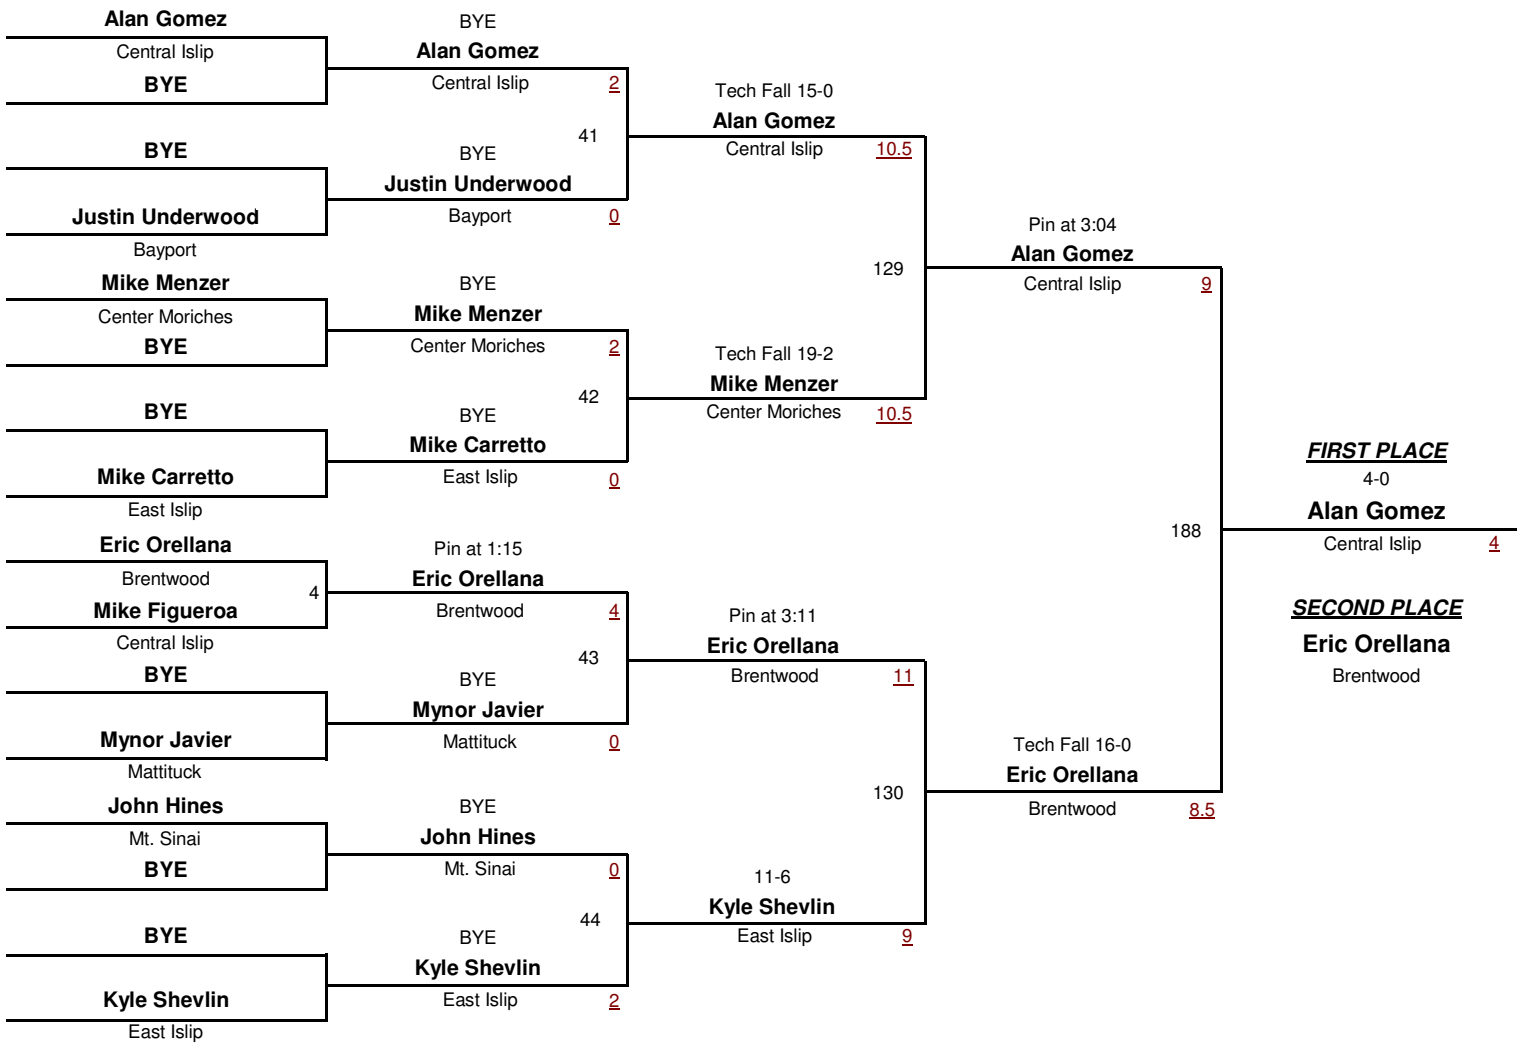 Alan Gomez
Central Islip
BYE
BYE
Justin Underwood
Bayport
Mike Menzer
Center Moriches
BYE
BYE
Mike Carretto
East Islip
Eric Orellana
Brentwood
4
Mike Figueroa
Central Islip
BYE
Mynor Javier
Mattituck
John Hines
Mt. Sinai
BYE
BYE
Kyle Shevlin
East Islip
BYE
Alan Gomez
Central Islip 2
41
BYE
Justin Underwood
Bayport 0
BYE
Mike Menzer
Center Moriches 2
42
BYE
Mike Carretto
East Islip 0
Pin at 1:15
Eric Orellana
Brentwood 4
43
BYE
Mynor Javier
Mattituck 0
BYE
John Hines
Mt. Sinai 0
44
BYE
Kyle Shevlin
East Islip 2
Tech Fall 15-0
Alan Gomez
Central Islip 10.5
129
Tech Fall 19-2
Mike Menzer
Center Moriches 10.5
Pin at 3:11
Eric Orellana
Brentwood 11
130
11-6
Kyle Shevlin
East Islip 9
Pin at 3:04
Alan Gomez
Central Islip 9
188
Tech Fall 16-0
Eric Orellana
Brentwood 8.5
FIRST PLACE
4-0
Alan Gomez
Central Islip 4
SECOND PLACE
Eric Orellana
Brentwood